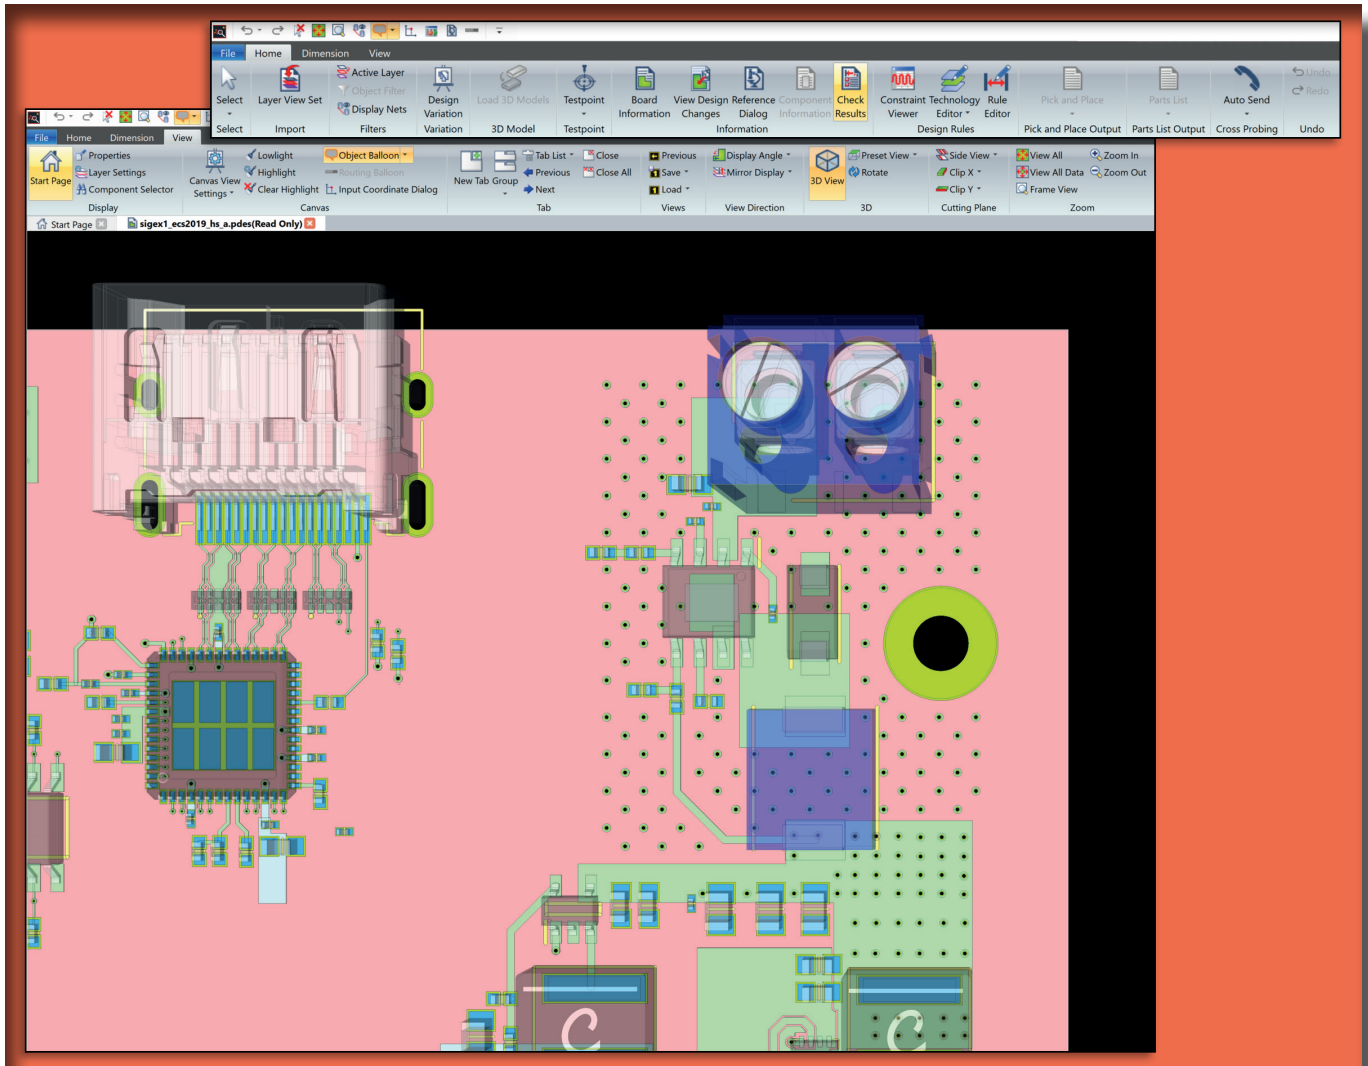 File Home Dimension View
Select Layer View Set Active Layer Object Filter Display Nets Design Variation Load 3D Models Testpoint Board Information View Design Changes Reference Dialog Component Information Check Results Constraint Viewer Technology Editor Rule Editor Pick and Place Parts List Auto Send Undo Redo
Select Import Filters Variation 3D Model Testpoint Information Design Rules Pick and Place Output Parts List Output Cross Probing Undo
File Home Dimension View
Start Page Properties Layer Settings Component Selector Canvas View Settings Lowlight Highlight Clear Highlight Object Balloon Routing Balloon Input Coordinate Dialog New Tab Group Tab List Previous Next Close Close All Previous Save Load Display Angle Mirror Display 3D View Preset View Rotate Side View Clip X Clip Y View All View All Data Frame View Zoom In Zoom Out
Display Canvas Tab Views View Direction 3D Cutting Plane Zoom
Start Page sigex1_ecs2019_hs_a.pdes(Read Only)
C C